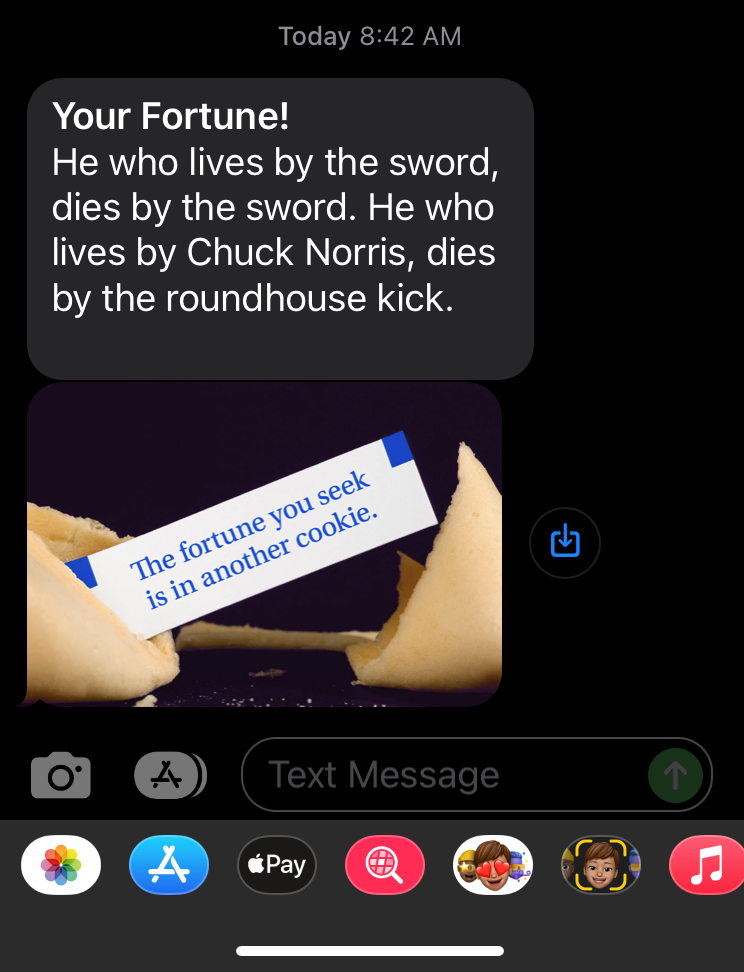 Today 8:42 AM
Your Fortune!
He who lives by the sword,
dies by the sword. He who
lives by Chuck Norris, dies
by the roundhouse kick.
The fortune you seek
is in another cookie.
Text Message
Pay